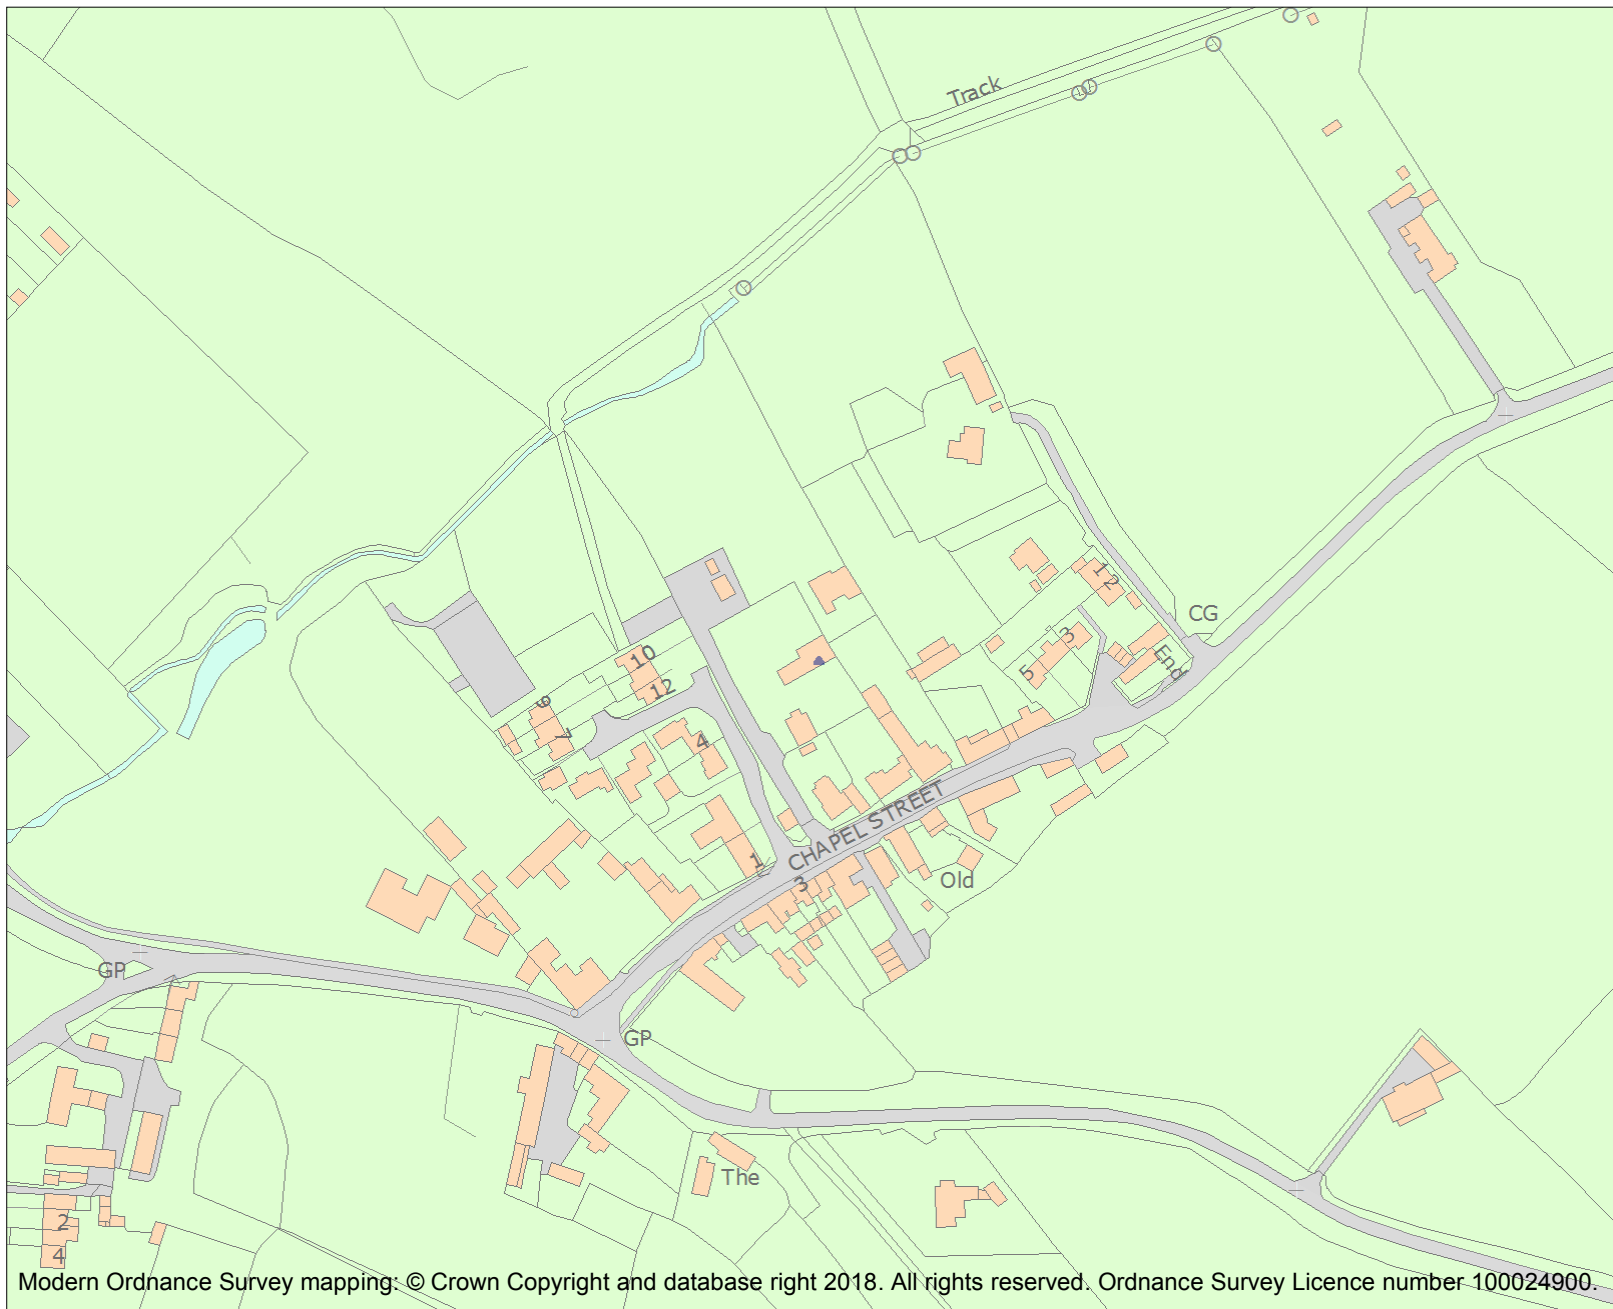 Track
CG
12
3
5
End
10
12
9
7
4
CHAPEL STREET
1
3
Old
GP
GP
The
2
4
Modern Ordnance Survey mapping: © Crown Copyright and database right 2018. All rights reserved. Ordnance Survey Licence number 100024900.